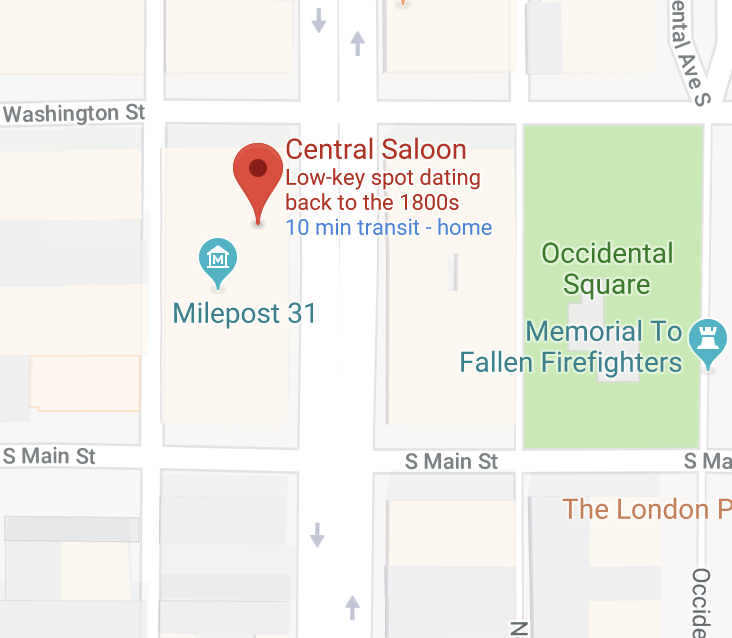 ental Ave S
Washington St
Central Saloon
Low-key spot dating
back to the 1800s
10 min transit - home
M
Milepost 31
Occidental
Square
Memorial To
Fallen Firefighters
S Main St
S Main St
S Ma
The London P
Occide
N